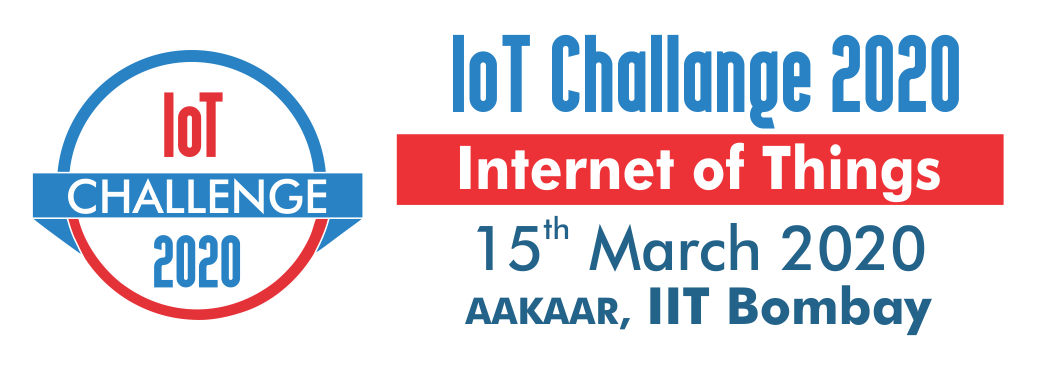 IoT
CHALLENGE
2020
IoT Challange 2020
Internet of Things
15th March 2020
AAKAAR, IIT Bombay